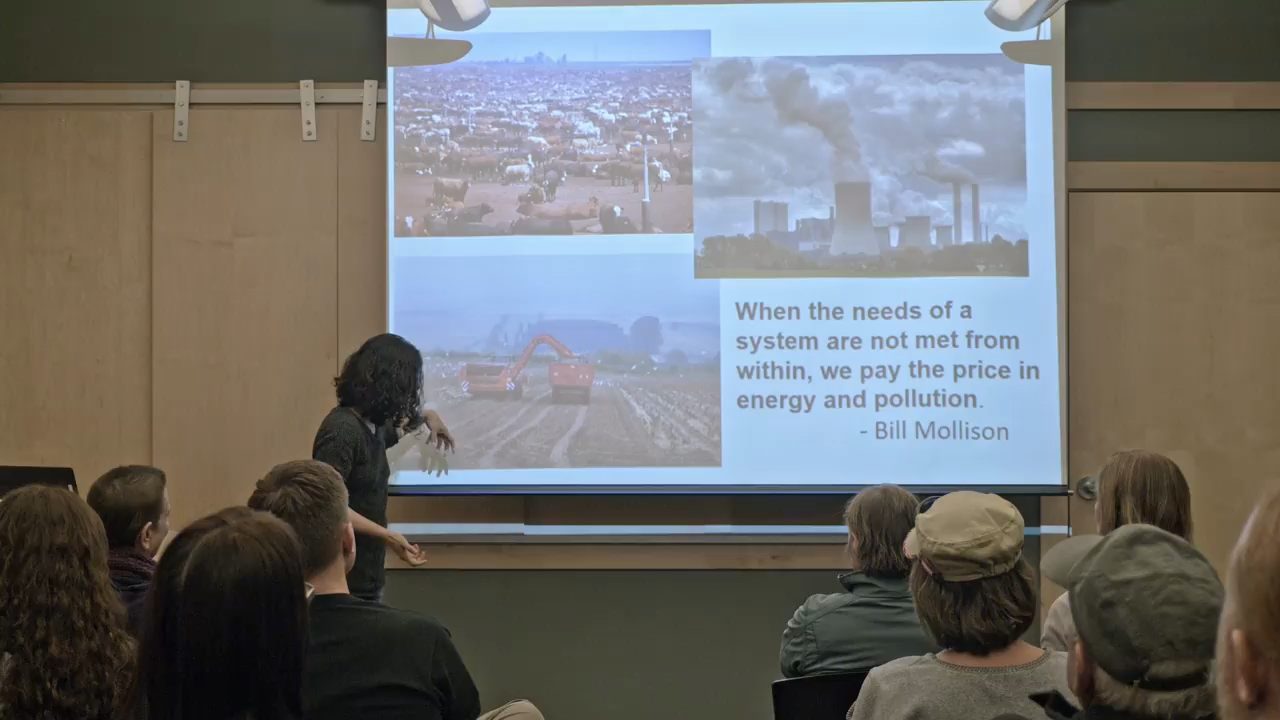 When the needs of a
system are not met from
within, we pay the price in
energy and pollution.
- Bill Mollison